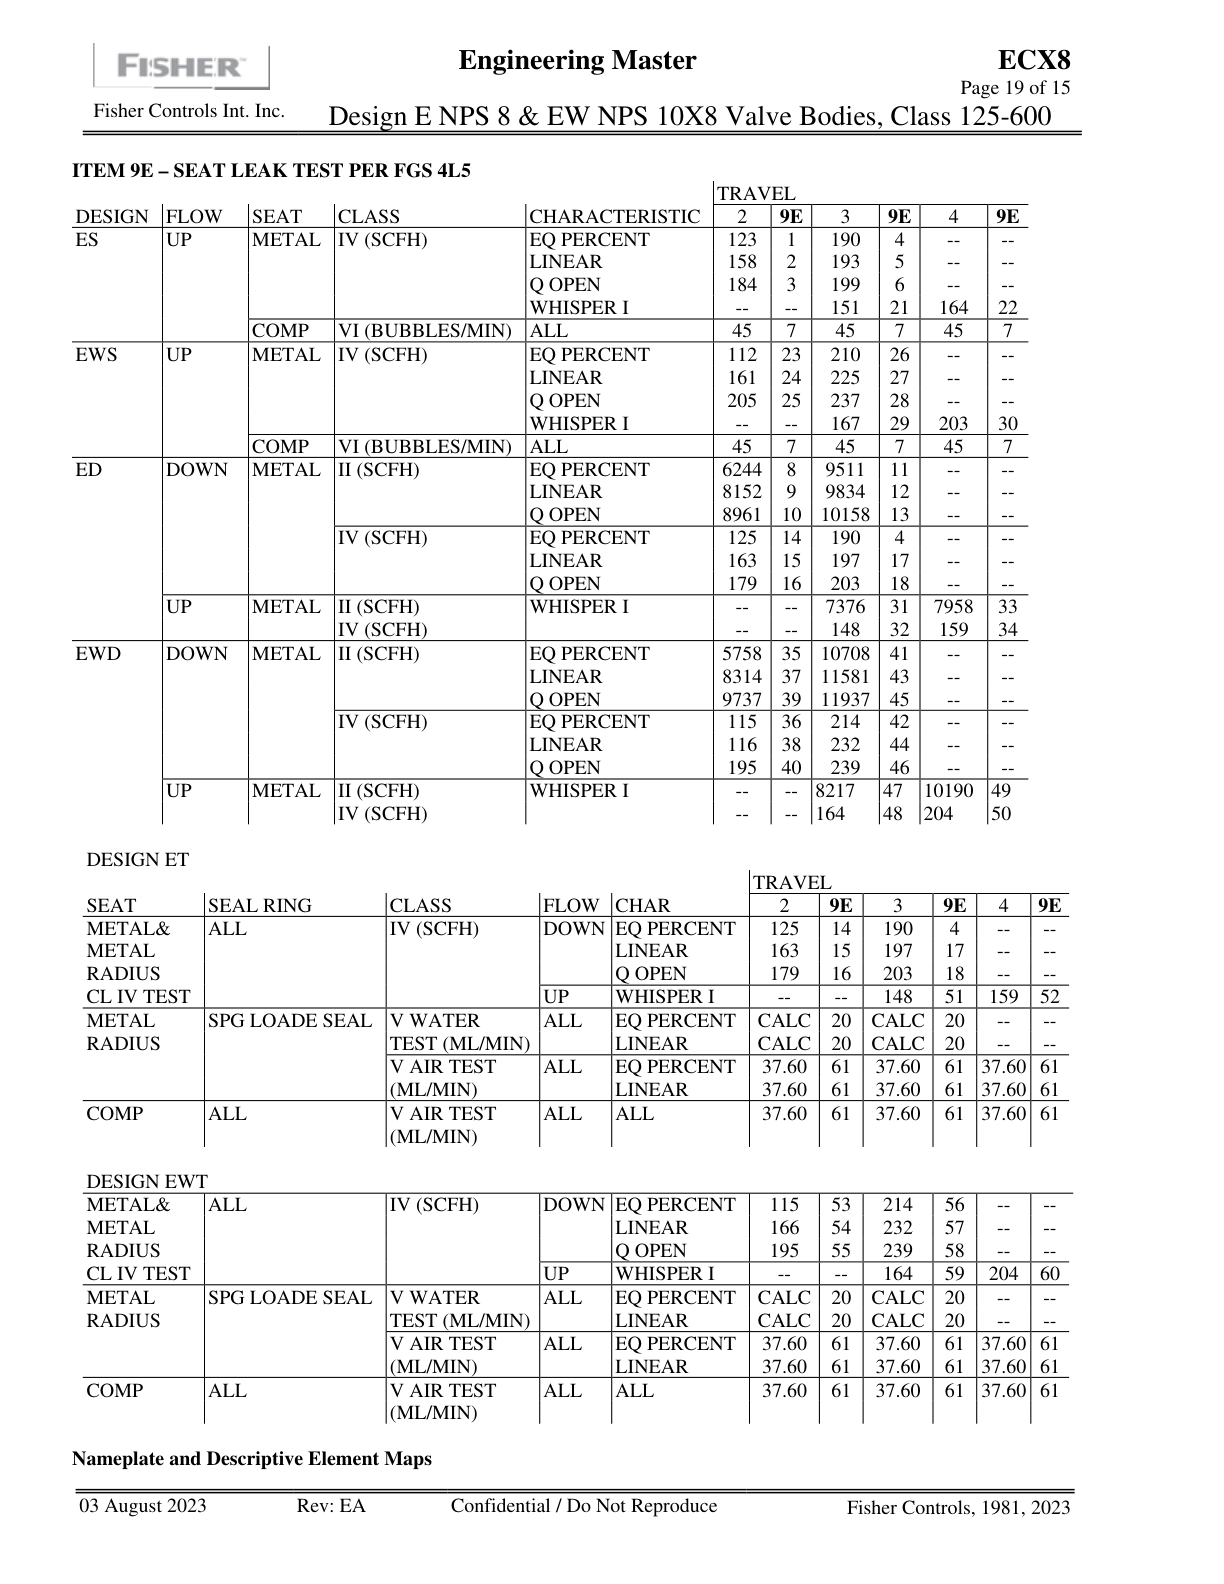 FISHER
Engineering Master
ECX8
Page 19 of 15
Fisher Controls Int. Inc.
Design E NPS 8 & EW NPS 10X8 Valve Bodies, Class 125-600
ITEM 9E – SEAT LEAK TEST PER FGS 4L5
TRAVEL
DESIGN FLOW SEAT CLASS CHARACTERISTIC 2 9E 3 9E 4 9E
ES UP METAL IV (SCFH) EQ PERCENT 123 1 190 4 -- --
LINEAR 158 2 193 5 -- --
Q OPEN 184 3 199 6 -- --
WHISPER I -- -- 151 21 164 22
COMP VI (BUBBLES/MIN) ALL 45 7 45 7 45 7
EWS UP METAL IV (SCFH) EQ PERCENT 112 23 210 26 -- --
LINEAR 161 24 225 27 -- --
Q OPEN 205 25 237 28 -- --
WHISPER I -- -- 167 29 203 30
COMP VI (BUBBLES/MIN) ALL 45 7 45 7 45 7
ED DOWN METAL II (SCFH) EQ PERCENT 6244 8 9511 11 -- --
LINEAR 8152 9 9834 12 -- --
Q OPEN 8961 10 10158 13 -- --
IV (SCFH) EQ PERCENT 125 14 190 4 -- --
LINEAR 163 15 197 17 -- --
Q OPEN 179 16 203 18 -- --
UP METAL II (SCFH) WHISPER I -- -- 7376 31 7958 33
IV (SCFH) -- -- 148 32 159 34
EWD DOWN METAL II (SCFH) EQ PERCENT 5758 35 10708 41 -- --
LINEAR 8314 37 11581 43 -- --
Q OPEN 9737 39 11937 45 -- --
IV (SCFH) EQ PERCENT 115 36 214 42 -- --
LINEAR 116 38 232 44 -- --
Q OPEN 195 40 239 46 -- --
UP METAL II (SCFH) WHISPER I -- -- 8217 47 10190 49
IV (SCFH) -- -- 164 48 204 50
DESIGN ET
TRAVEL
SEAT SEAL RING CLASS FLOW CHAR 2 9E 3 9E 4 9E
METAL& ALL IV (SCFH) DOWN EQ PERCENT 125 14 190 4 -- --
METAL LINEAR 163 15 197 17 -- --
RADIUS Q OPEN 179 16 203 18 -- --
CL IV TEST UP WHISPER I -- -- 148 51 159 52
METAL SPG LOADE SEAL V WATER ALL EQ PERCENT CALC 20 CALC 20 -- --
RADIUS TEST (ML/MIN) LINEAR CALC 20 CALC 20 -- --
V AIR TEST ALL EQ PERCENT 37.60 61 37.60 61 37.60 61
(ML/MIN) LINEAR 37.60 61 37.60 61 37.60 61
COMP ALL V AIR TEST ALL ALL 37.60 61 37.60 61 37.60 61
(ML/MIN)
DESIGN EWT
METAL& ALL IV (SCFH) DOWN EQ PERCENT 115 53 214 56 -- --
METAL LINEAR 166 54 232 57 -- --
RADIUS Q OPEN 195 55 239 58 -- --
CL IV TEST UP WHISPER I -- -- 164 59 204 60
METAL SPG LOADE SEAL V WATER ALL EQ PERCENT CALC 20 CALC 20 -- --
RADIUS TEST (ML/MIN) LINEAR CALC 20 CALC 20 -- --
V AIR TEST ALL EQ PERCENT 37.60 61 37.60 61 37.60 61
(ML/MIN) LINEAR 37.60 61 37.60 61 37.60 61
COMP ALL V AIR TEST ALL ALL 37.60 61 37.60 61 37.60 61
(ML/MIN)
Nameplate and Descriptive Element Maps
03 August 2023 Rev: EA Confidential / Do Not Reproduce Fisher Controls, 1981, 2023